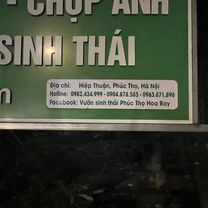 - CHỤP ẢNH
SINH THÁI
Địa chỉ: Hiệp Thuận, Phúc Thọ, Hà Nội
Hotline: 0982.434.999 - 0904.878.565 - 0963.871.896
Facebook: Vườn sinh thái Phúc Thọ Hoa Bay